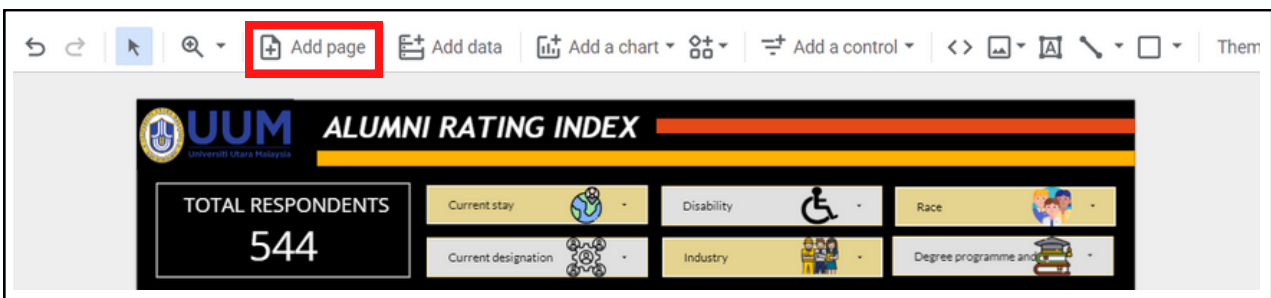 Add page Add data Add a chart Add a control Them
UUM ALUMNI RATING INDEX
Universiti Utara Malaysia
TOTAL RESPONDENTS
544
Current stay Disability Race
Current designation Industry Degree programme and